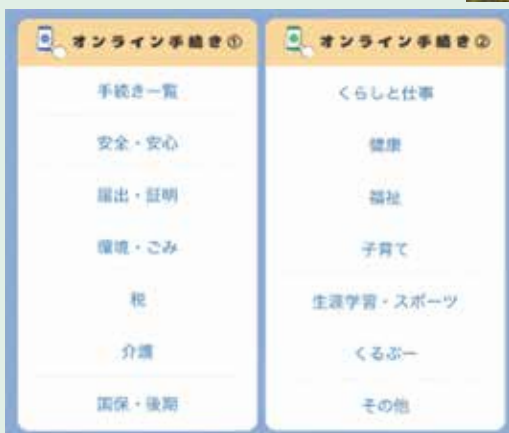 オンライン手続き①
手続き一覧
安全・安心
届出・証明
環境・ごみ
税
介護
国保・後期
オンライン手続き②
くらしと仕事
健康
福祉
子育て
生涯学習・スポーツ
くるぶー
その他